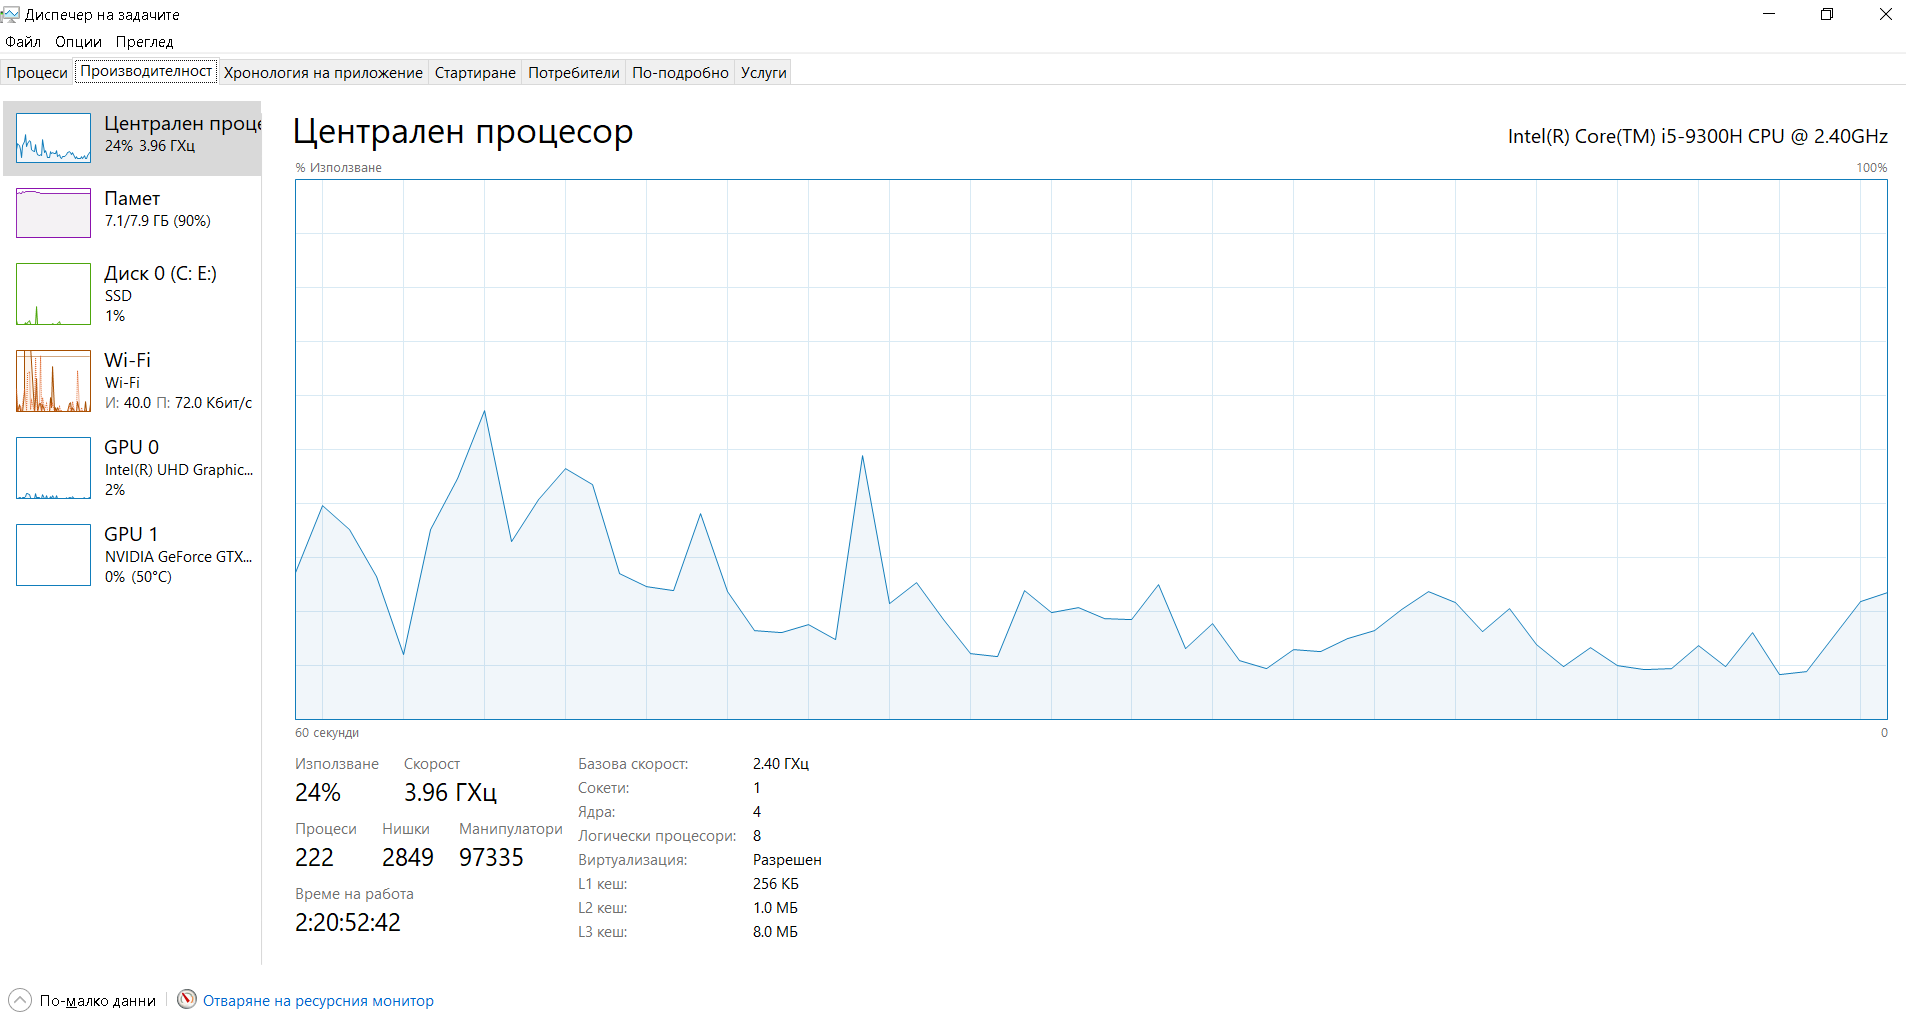 Диспечер на задачите
Файл Опции Преглед
Процеси Производителност Хронология на приложение Стартиране Потребители По-подробно Услуги
Централен проце
24% 3.96 ГХц
Памет
7.1/7.9 ГБ (90%)
Диск 0 (C: E:)
SSD
1%
Wi-Fi
Wi-Fi
И: 40.0 П: 72.0 Кбит/с
GPU 0
Intel(R) UHD Graphic...
2%
GPU 1
NVIDIA GeForce GTX...
0% (50°C)
Централен процесор Intel(R) Core(TM) i5-9300H CPU @ 2.40GHz
% Използване 100%
60 секунди 0
Използване Скорост
24% 3.96 ГХц
Процеси Нишки Манипулатори
222 2849 97335
Време на работа
2:20:52:42
Базова скорост: 2.40 ГХц
Сокети: 1
Ядра: 4
Логически процесори: 8
Виртуализация: Разрешен
L1 кеш: 256 КБ
L2 кеш: 1.0 МБ
L3 кеш: 8.0 МБ
По-малко данни Отваряне на ресурсния монитор